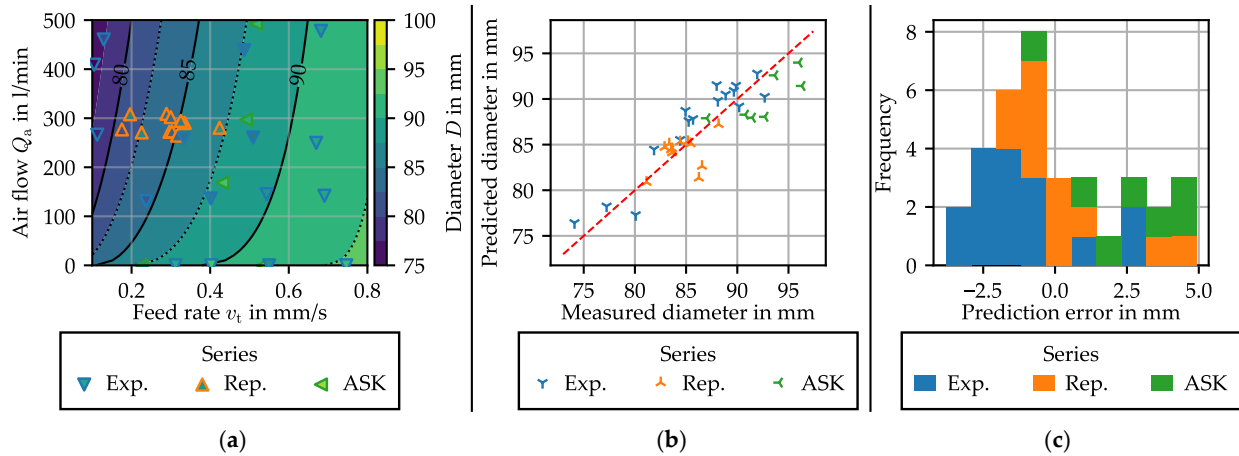 500
400
300
200
100
0
Air flow Qa in l/min
80
85
90
0.2 0.4 0.6 0.8
Feed rate vt in mm/s
100
95
90
85
80
75
Diameter D in mm
Series
Exp. Rep. ASK
(a)
95
90
85
80
75
Predicted diameter in mm
75 80 85 90 95
Measured diameter in mm
Series
Exp. Rep. ASK
(b)
8
6
4
2
0
Frequency
−2.5 0.0 2.5 5.0
Prediction error in mm
Series
Exp. Rep. ASK
(c)